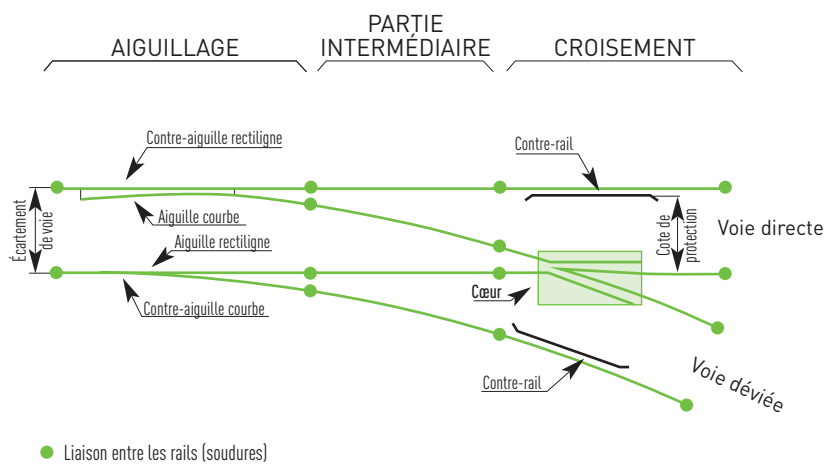 AIGUILLAGE
PARTIE
INTERMÉDIAIRE
CROISEMENT
Contre-aiguille rectiligne
Contre-rail
Écartement
de voie
Aiguille courbe
Aiguille rectiligne
Cote de
protection
Voie directe
Contre-aiguille courbe
Cœur
Contre-rail
Voie déviée
Liaison entre les rails (soudures)